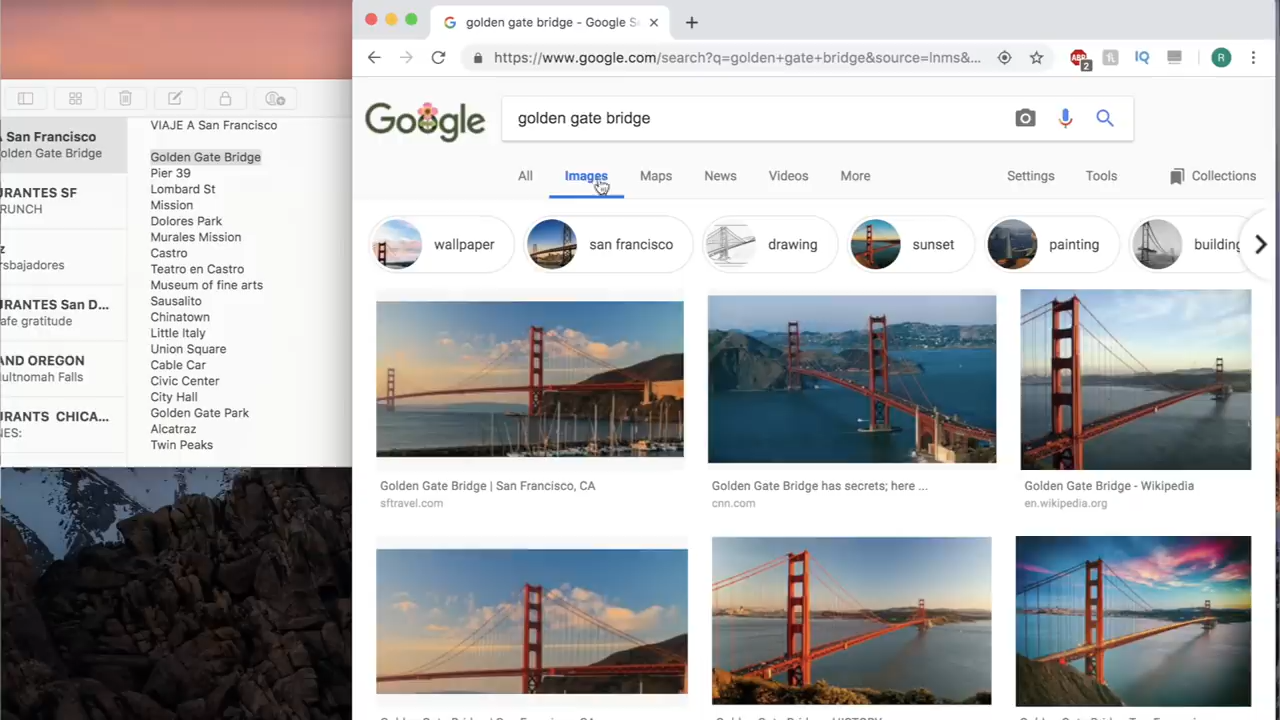 golden gate bridge - Google S
https://www.google.com/search?q=golden+gate+bridge&source=lnms&...
2
R
A San Francisco
olden Gate Bridge
URANTES SF
RUNCH
z
ersbajadores
URANTES San D...
afe gratitude
AND OREGON
ultnomah Falls
URANTS CHICA...
NES:
VIAJE A San Francisco
Golden Gate Bridge
Pier 39
Lombard St
Mission
Dolores Park
Murales Mission
Castro
Teatro en Castro
Museum of fine arts
Sausalito
Chinatown
Little Italy
Union Square
Cable Car
Civic Center
City Hall
Golden Gate Park
Alcatraz
Twin Peaks
Google
golden gate bridge
All Images Maps News Videos More Settings Tools Collections
wallpaper san francisco drawing sunset painting building
Golden Gate Bridge | San Francisco, CA
sftravel.com
Golden Gate Bridge has secrets; here ...
cnn.com
Golden Gate Bridge - Wikipedia
en.wikipedia.org